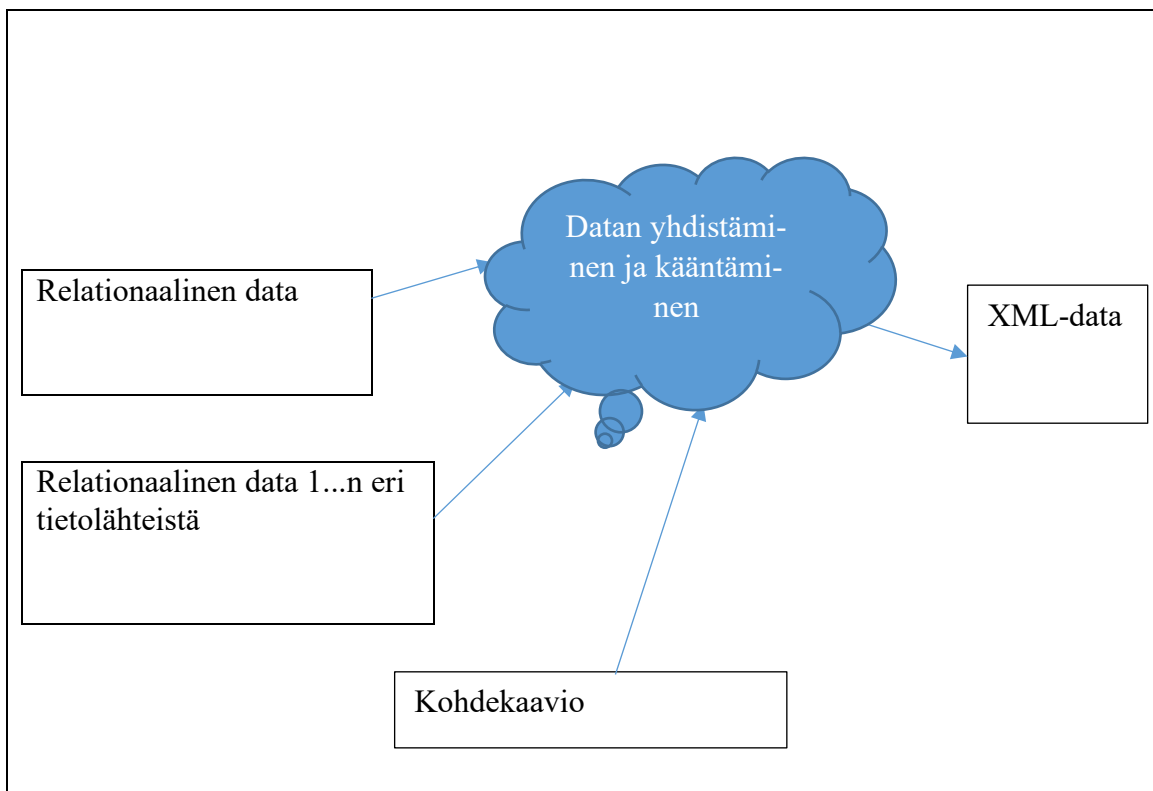 Datan yhdistämi-
nen ja kääntämi-
nen
Relationaalinen data
XML-data
Relationaalinen data 1...n eri
tietolähteistä
Kohdekaavio